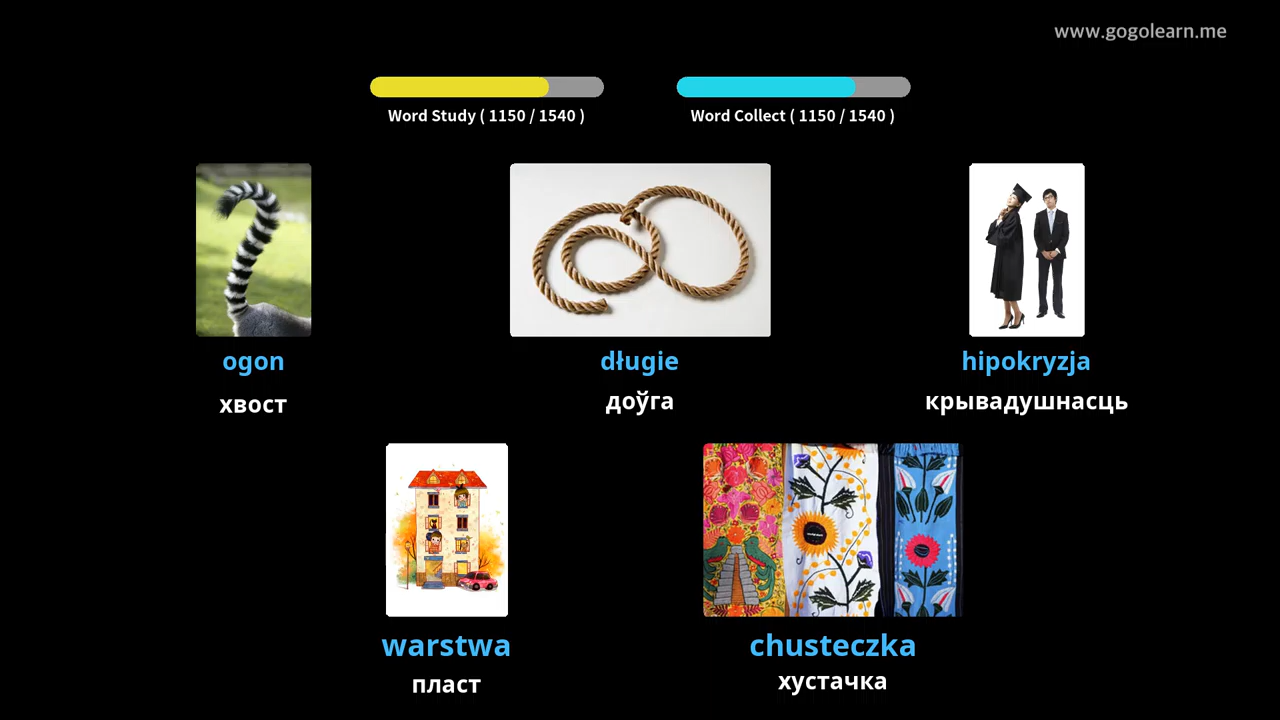 www.gogolearn.me
Word Study ( 1150 / 1540 )
Word Collect ( 1150 / 1540 )
ogon
długie
hipokryzja
хвост
доўга
крывадушнасць
warstwa
chusteczka
пласт
хустачка